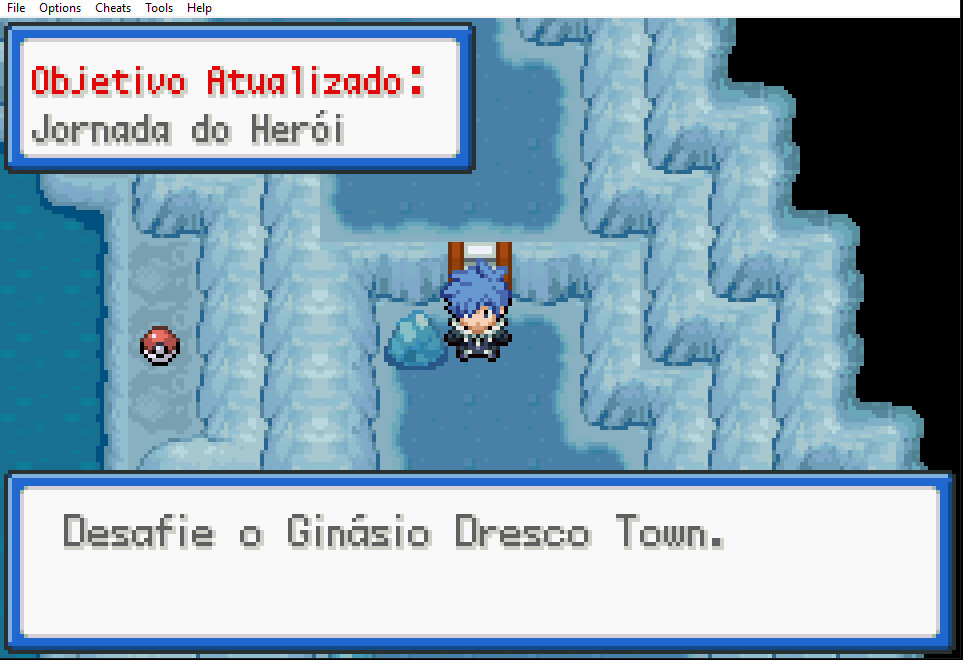 File Options Cheats Tools Help
Objetivo Atualizado:
Jornada do Herói
Desafie o Ginásio Dresco Town.